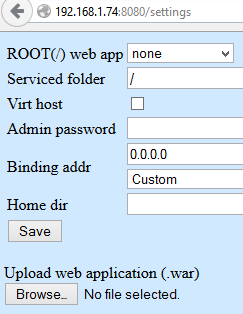 192.168.1.74:8080/settings
ROOT(/) web app none
Serviced folder /
Virt host
Admin password
0.0.0.0
Binding addr
Custom
Home dir
Save
Upload web application (.war)
Browse.. No file selected.